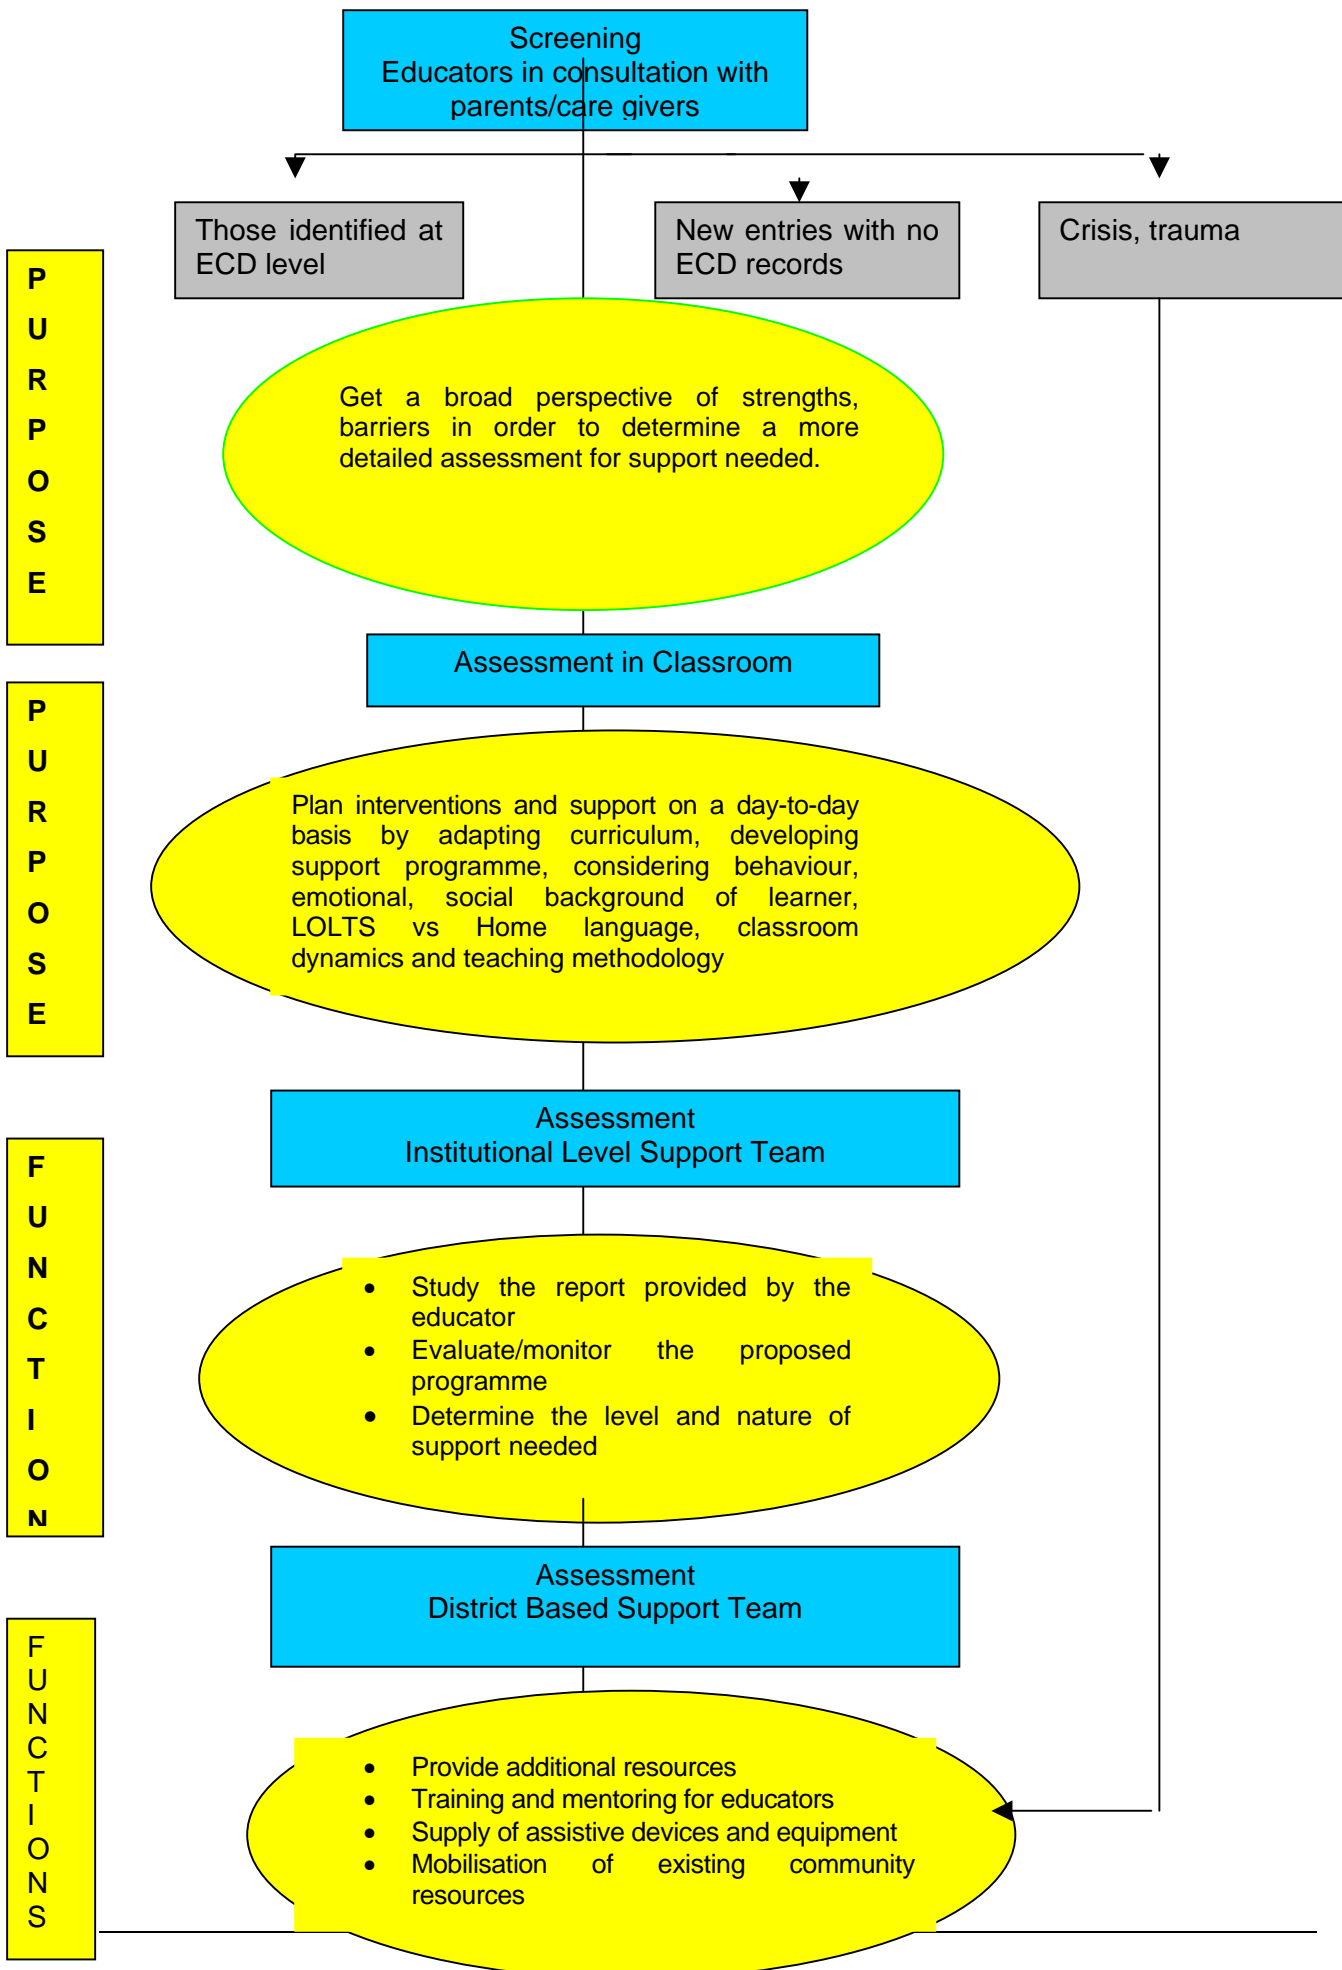 Screening
Educators in consultation with
parents/care givers
Those identified at
ECD level
New entries with no
ECD records
Crisis, trauma
P
U
R
P
O
S
E
Get a broad perspective of strengths,
barriers in order to determine a more
detailed assessment for support needed.
Assessment in Classroom
P
U
R
P
O
S
E
Plan interventions and support on a day-to-day
basis by adapting curriculum, developing
support programme, considering behaviour,
emotional, social background of learner,
LOLTS vs Home language, classroom
dynamics and teaching methodology
Assessment
Institutional Level Support Team
F
U
N
C
T
I
O
N
• Study the report provided by the
educator
• Evaluate/monitor the proposed
programme
• Determine the level and nature of
support needed
Assessment
District Based Support Team
F
U
N
C
T
I
O
N
S
• Provide additional resources
• Training and mentoring for educators
• Supply of assistive devices and equipment
• Mobilisation of existing community
resources